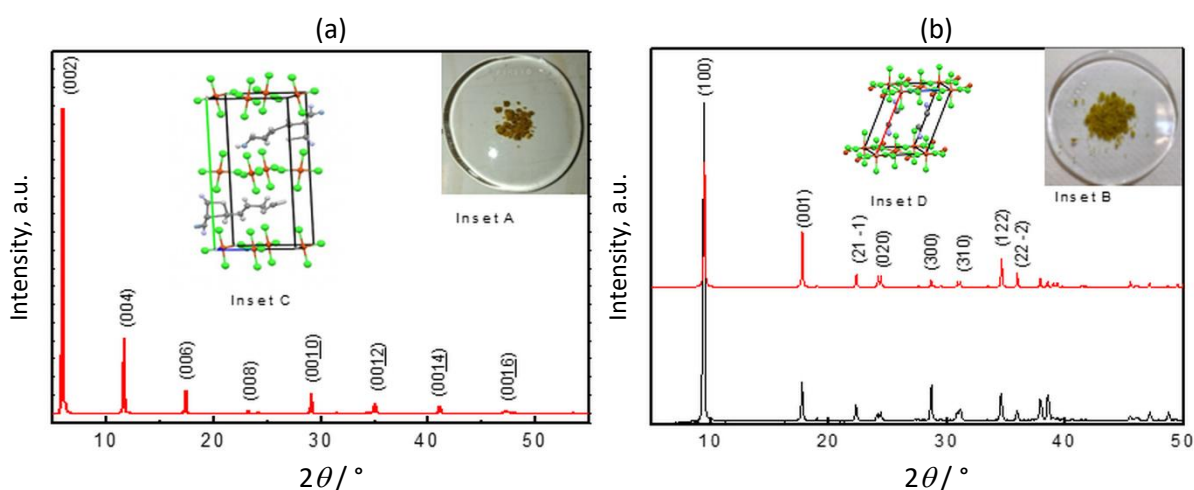 (a)
(002)
(004)
(006)
(008)
(0010)
(0012)
(0014)
(0016)
Inset A
Inset C
Intensity, a.u.
10 20 30 40 50
2θ / °
(b)
(100)
(001)
(21 -1)
(020)
(300)
(310)
(122)
(22 -2)
Inset D
Inset B
Intensity, a.u.
10 20 30 40 50
2θ / °